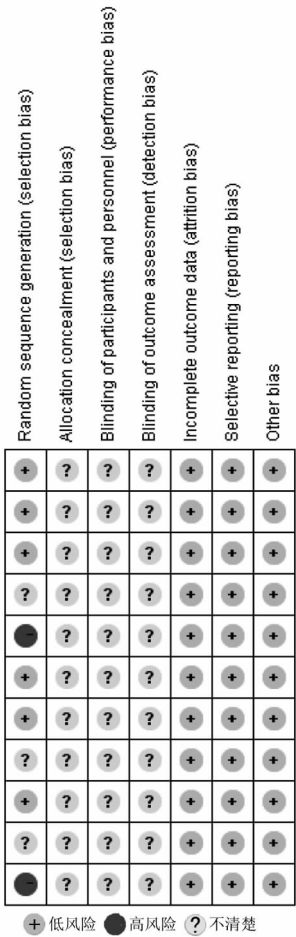 Random sequence generation (selection bias)
Allocation concealment (selection bias)
Blinding of participants and personnel (performance bias)
Blinding of outcome assessment (detection bias)
Incomplete outcome data (attrition bias)
Selective reporting (reporting bias)
Other bias
+ ? ? ? + + +
+ ? ? ? + + +
+ ? ? ? + + +
? ? ? ? + + +
- ? ? ? + + +
+ ? ? ? + + +
+ ? ? ? + + +
? ? ? ? + + +
+ ? ? ? + + +
? ? ? ? + + +
- ? ? ? + + +
+ 低风险 高风险 ? 不清楚